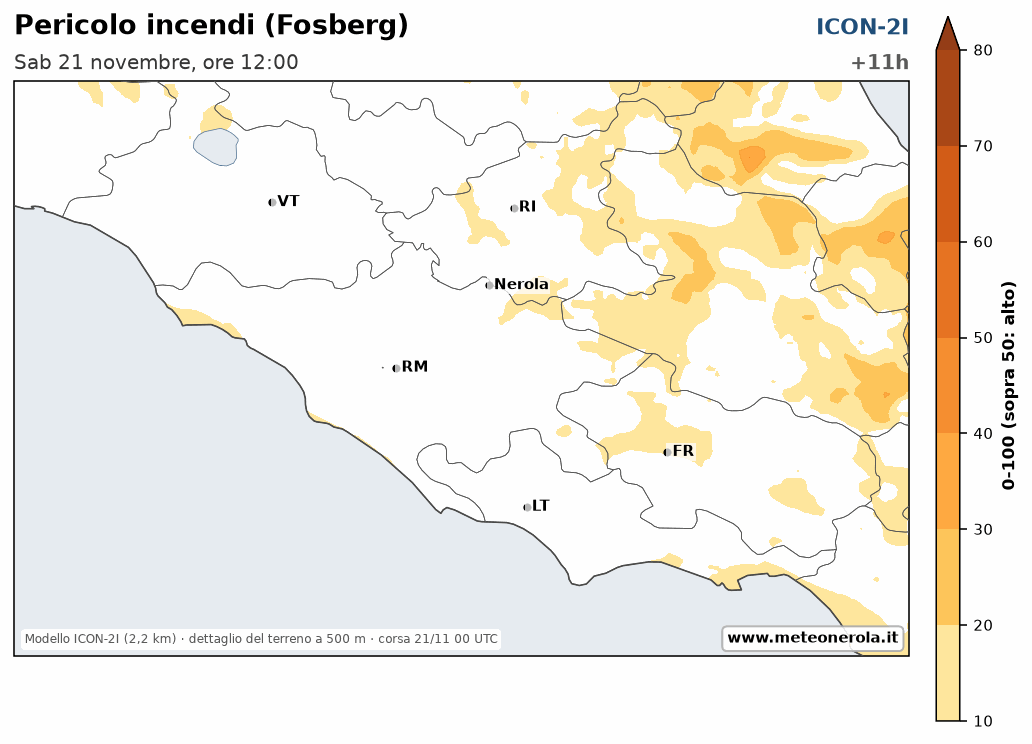 Pericolo incendi (Fosberg)
ICON-2I
Sab 21 novembre, ore 12:00
+11h
VT
RI
Nerola
RM
FR
LT
80
70
60
50
40
30
20
10
0-100 (sopra 50: alto)
Modello ICON-2I (2,2 km) · dettaglio del terreno a 500 m · corsa 21/11 00 UTC
www.meteonerola.it